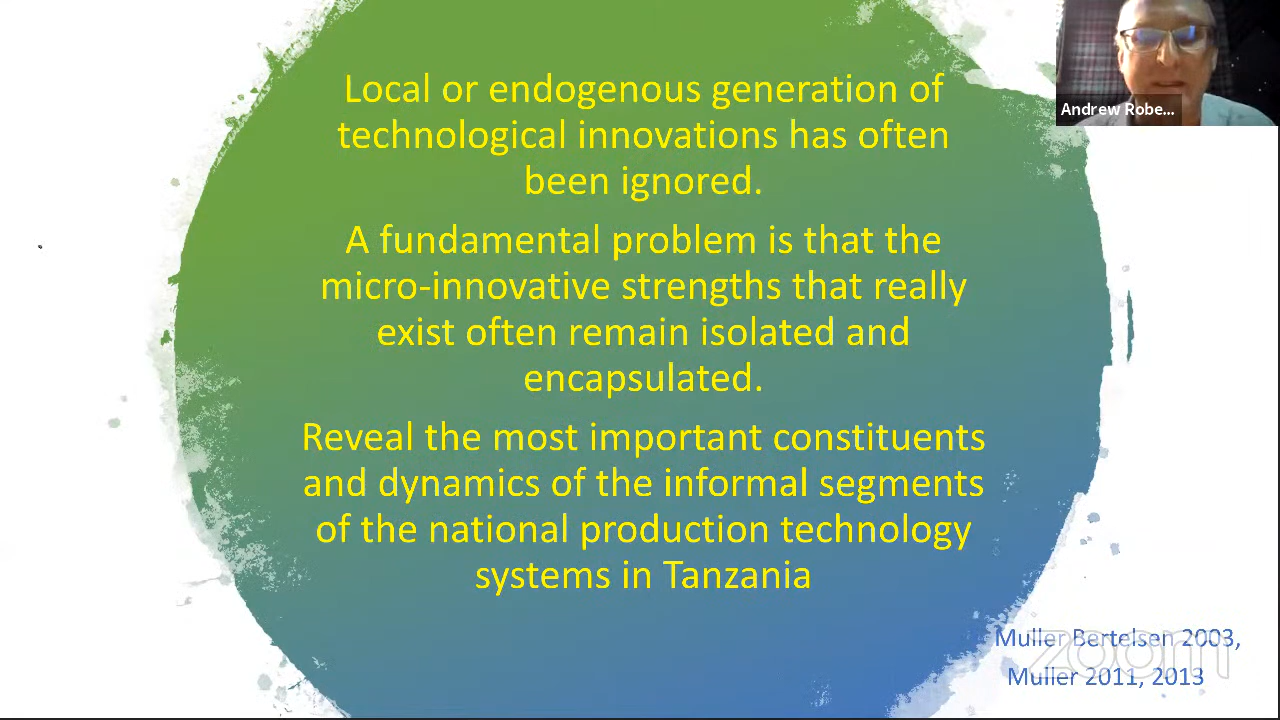 Local or endogenous generation of
technological innovations has often
been ignored.
A fundamental problem is that the
micro-innovative strengths that really
exist often remain isolated and
encapsulated.
Reveal the most important constituents
and dynamics of the informal segments
of the national production technology
systems in Tanzania
Andrew Robe...
Muller Bertelsen 2003,
Muller 2011, 2013
zoom